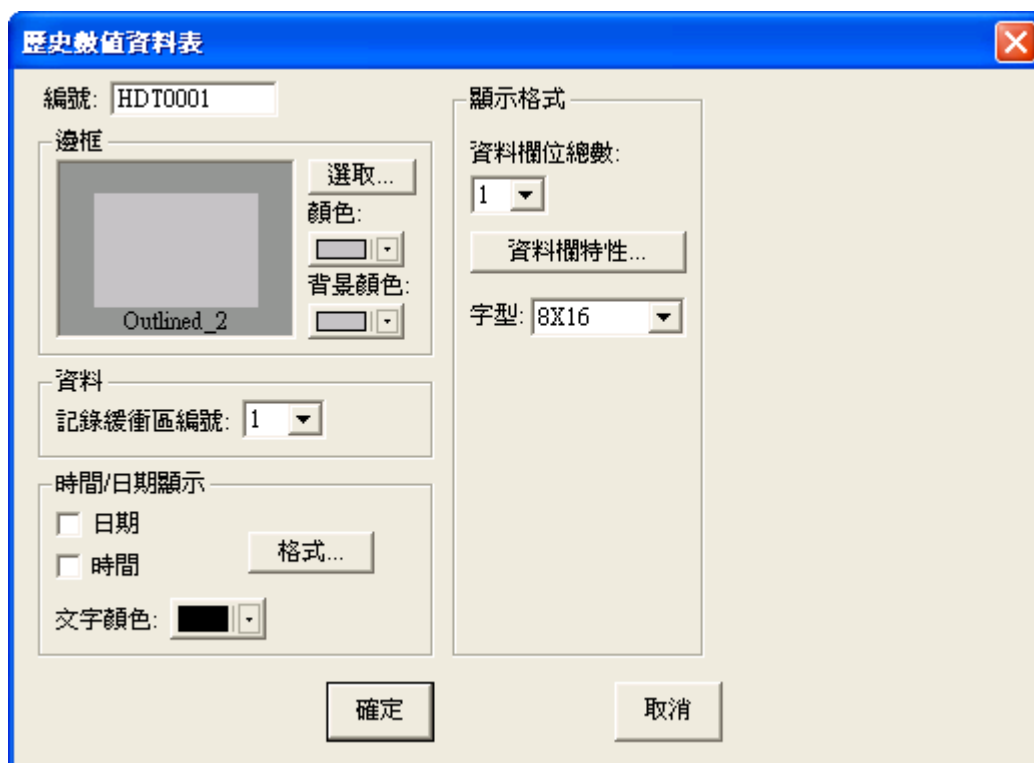 歷史數值資料表
編號: HDT0001
邊框
選取...
顏色:
背景顏色:
Outlined_2
資料
記錄緩衝區編號: 1
時間/日期顯示
日期
時間
格式...
文字顏色:
顯示格式
資料欄位總數:
1
資料欄特性...
字型: 8X16
確定
取消